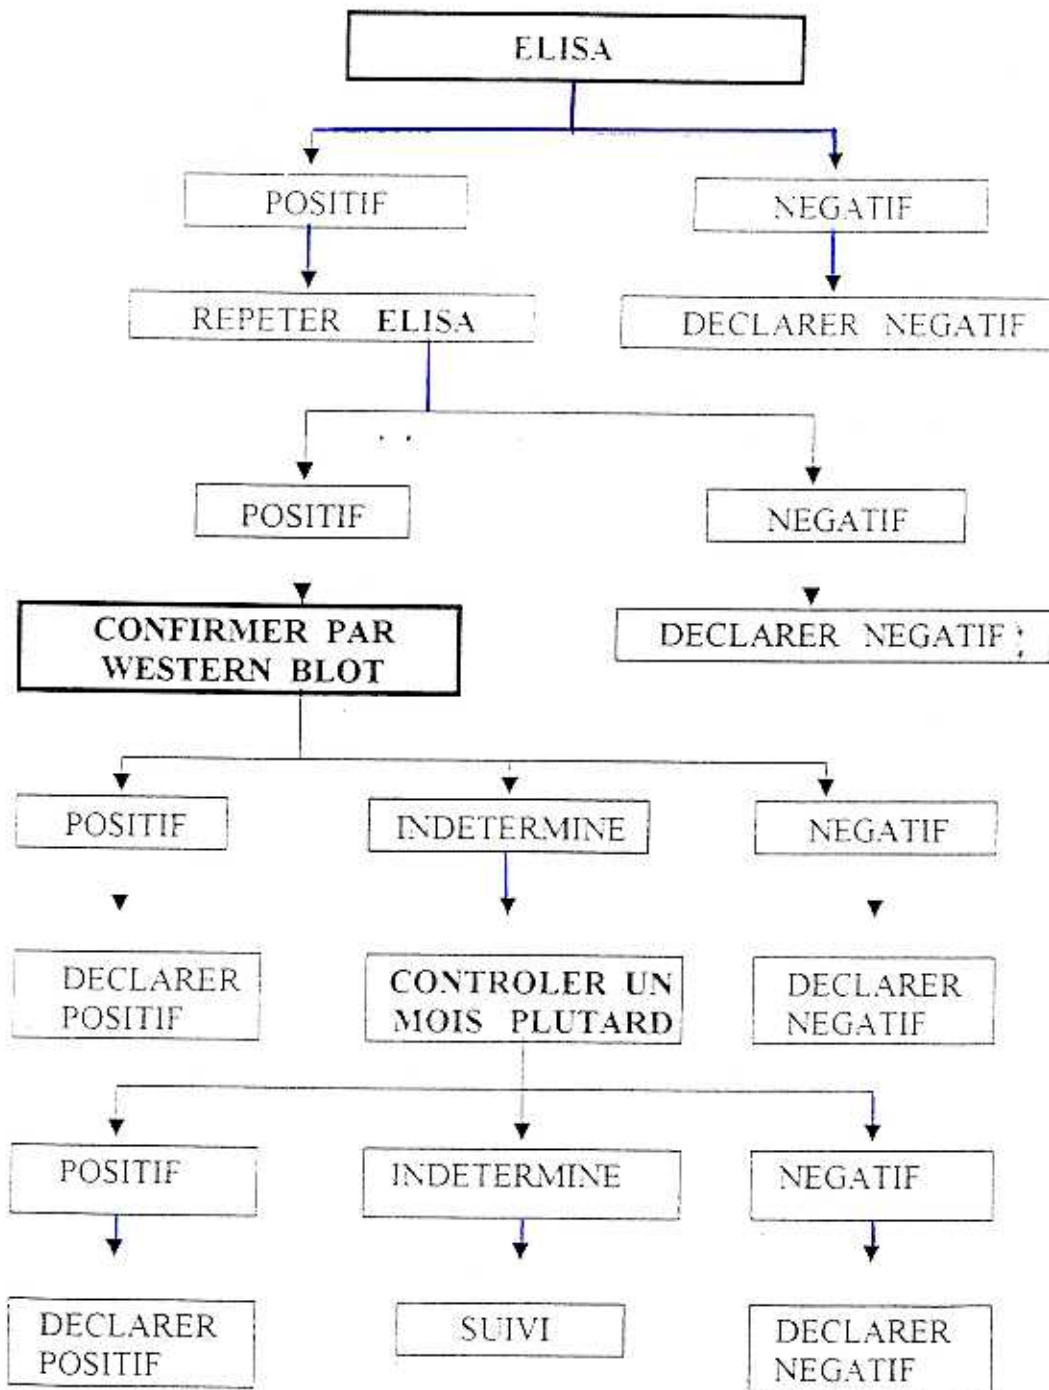 ELISA
POSITIF
NEGATIF
REPETER ELISA
DECLARER NEGATIF
POSITIF
NEGATIF
CONFIRMER PAR
WESTERN BLOT
DECLARER NEGATIF
POSITIF
INDETERMINE
NEGATIF
DECLARER
POSITIF
CONTROLER UN
MOIS PLUTARD
DECLARER
NEGATIF
POSITIF
INDETERMINE
NEGATIF
DECLARER
POSITIF
SUIVI
DECLARER
NEGATIF